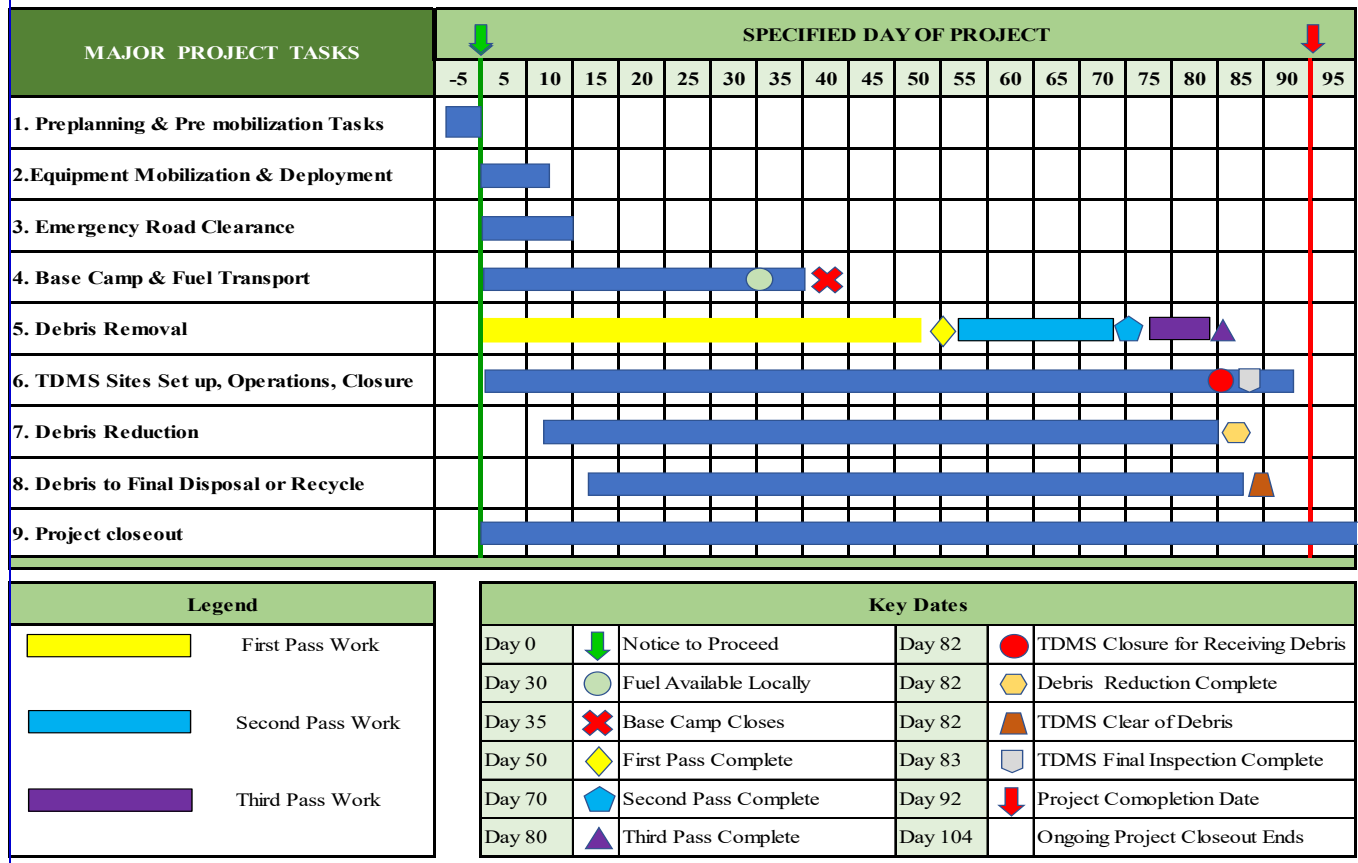 MAJOR PROJECT TASKS
SPECIFIED DAY OF PROJECT
-5 5 10 15 20 25 30 35 40 45 50 55 60 65 70 75 80 85 90 95
1. Preplanning & Pre mobilization Tasks
2.Equipment Mobilization & Deployment
3. Emergency Road Clearance
4. Base Camp & Fuel Transport
5. Debris Removal
6. TDMS Sites Set up, Operations, Closure
7. Debris Reduction
8. Debris to Final Disposal or Recycle
9. Project closeout
Legend
First Pass Work
Second Pass Work
Third Pass Work
Key Dates
Day 0 Notice to Proceed Day 82 TDMS Closure for Receiving Debris
Day 30 Fuel Available Locally Day 82 Debris Reduction Complete
Day 35 Base Camp Closes Day 82 TDMS Clear of Debris
Day 50 First Pass Complete Day 83 TDMS Final Inspection Complete
Day 70 Second Pass Complete Day 92 Project Comopletion Date
Day 80 Third Pass Complete Day 104 Ongoing Project Closeout Ends